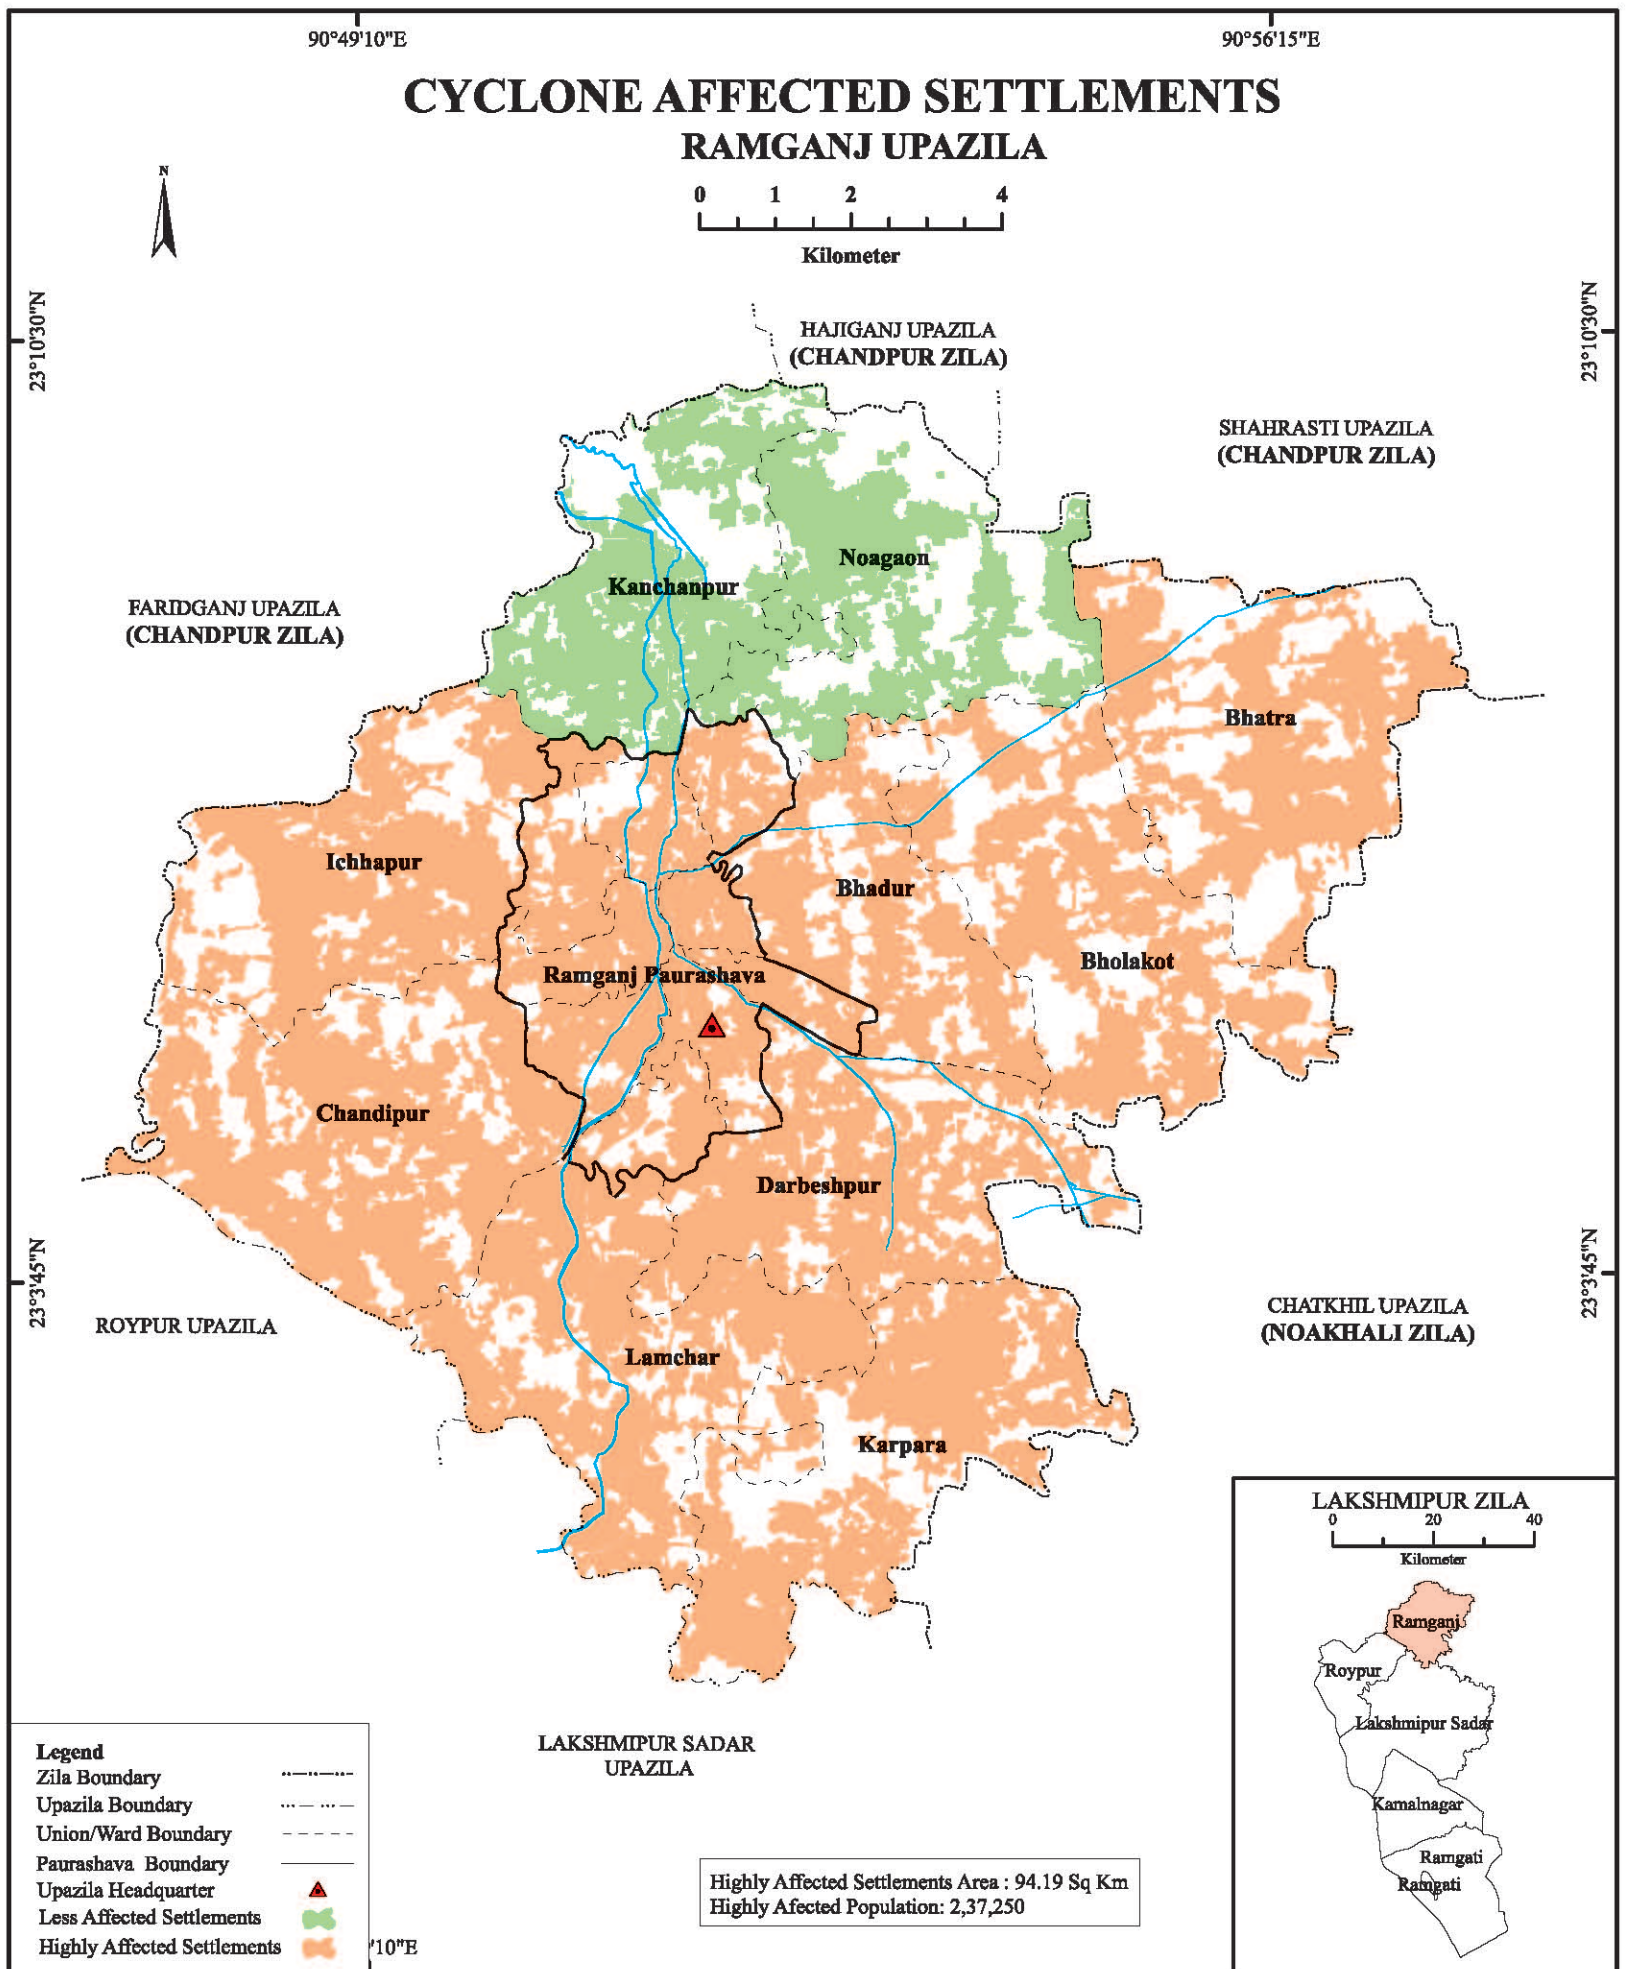 90°49'10"E
90°56'15"E
CYCLONE AFFECTED SETTLEMENTS
RAMGANJ UPAZILA
N
0 1 2 4
Kilometer
23°10'30"N
23°10'30"N
HAJIGANJ UPAZILA
(CHANDPUR ZILA)
SHAHRASTI UPAZILA
(CHANDPUR ZILA)
Noagaon
Kanchanpur
FARIDGANJ UPAZILA
(CHANDPUR ZILA)
Bhatra
Ichhapur
Bhadur
Bholakot
Ramganj Paurashava
Chandipur
Darbeshpur
23°3'45"N
23°3'45"N
ROYPUR UPAZILA
CHATKHIL UPAZILA
(NOAKHALI ZILA)
Lamchar
Karpara
LAKSHMIPUR ZILA
0 20 40
Kilometer
Ramganj
Roypur
Lakshmipur Sadar
Kamalnagar
Ramgati
Ramgati
LAKSHMIPUR SADAR
UPAZILA
Legend
Zila Boundary
Upazila Boundary
Union/Ward Boundary
Paurashava Boundary
Upazila Headquarter
Less Affected Settlements
Highly Affected Settlements
'10"E
Highly Affected Settlements Area : 94.19 Sq Km
Highly Afected Population: 2,37,250